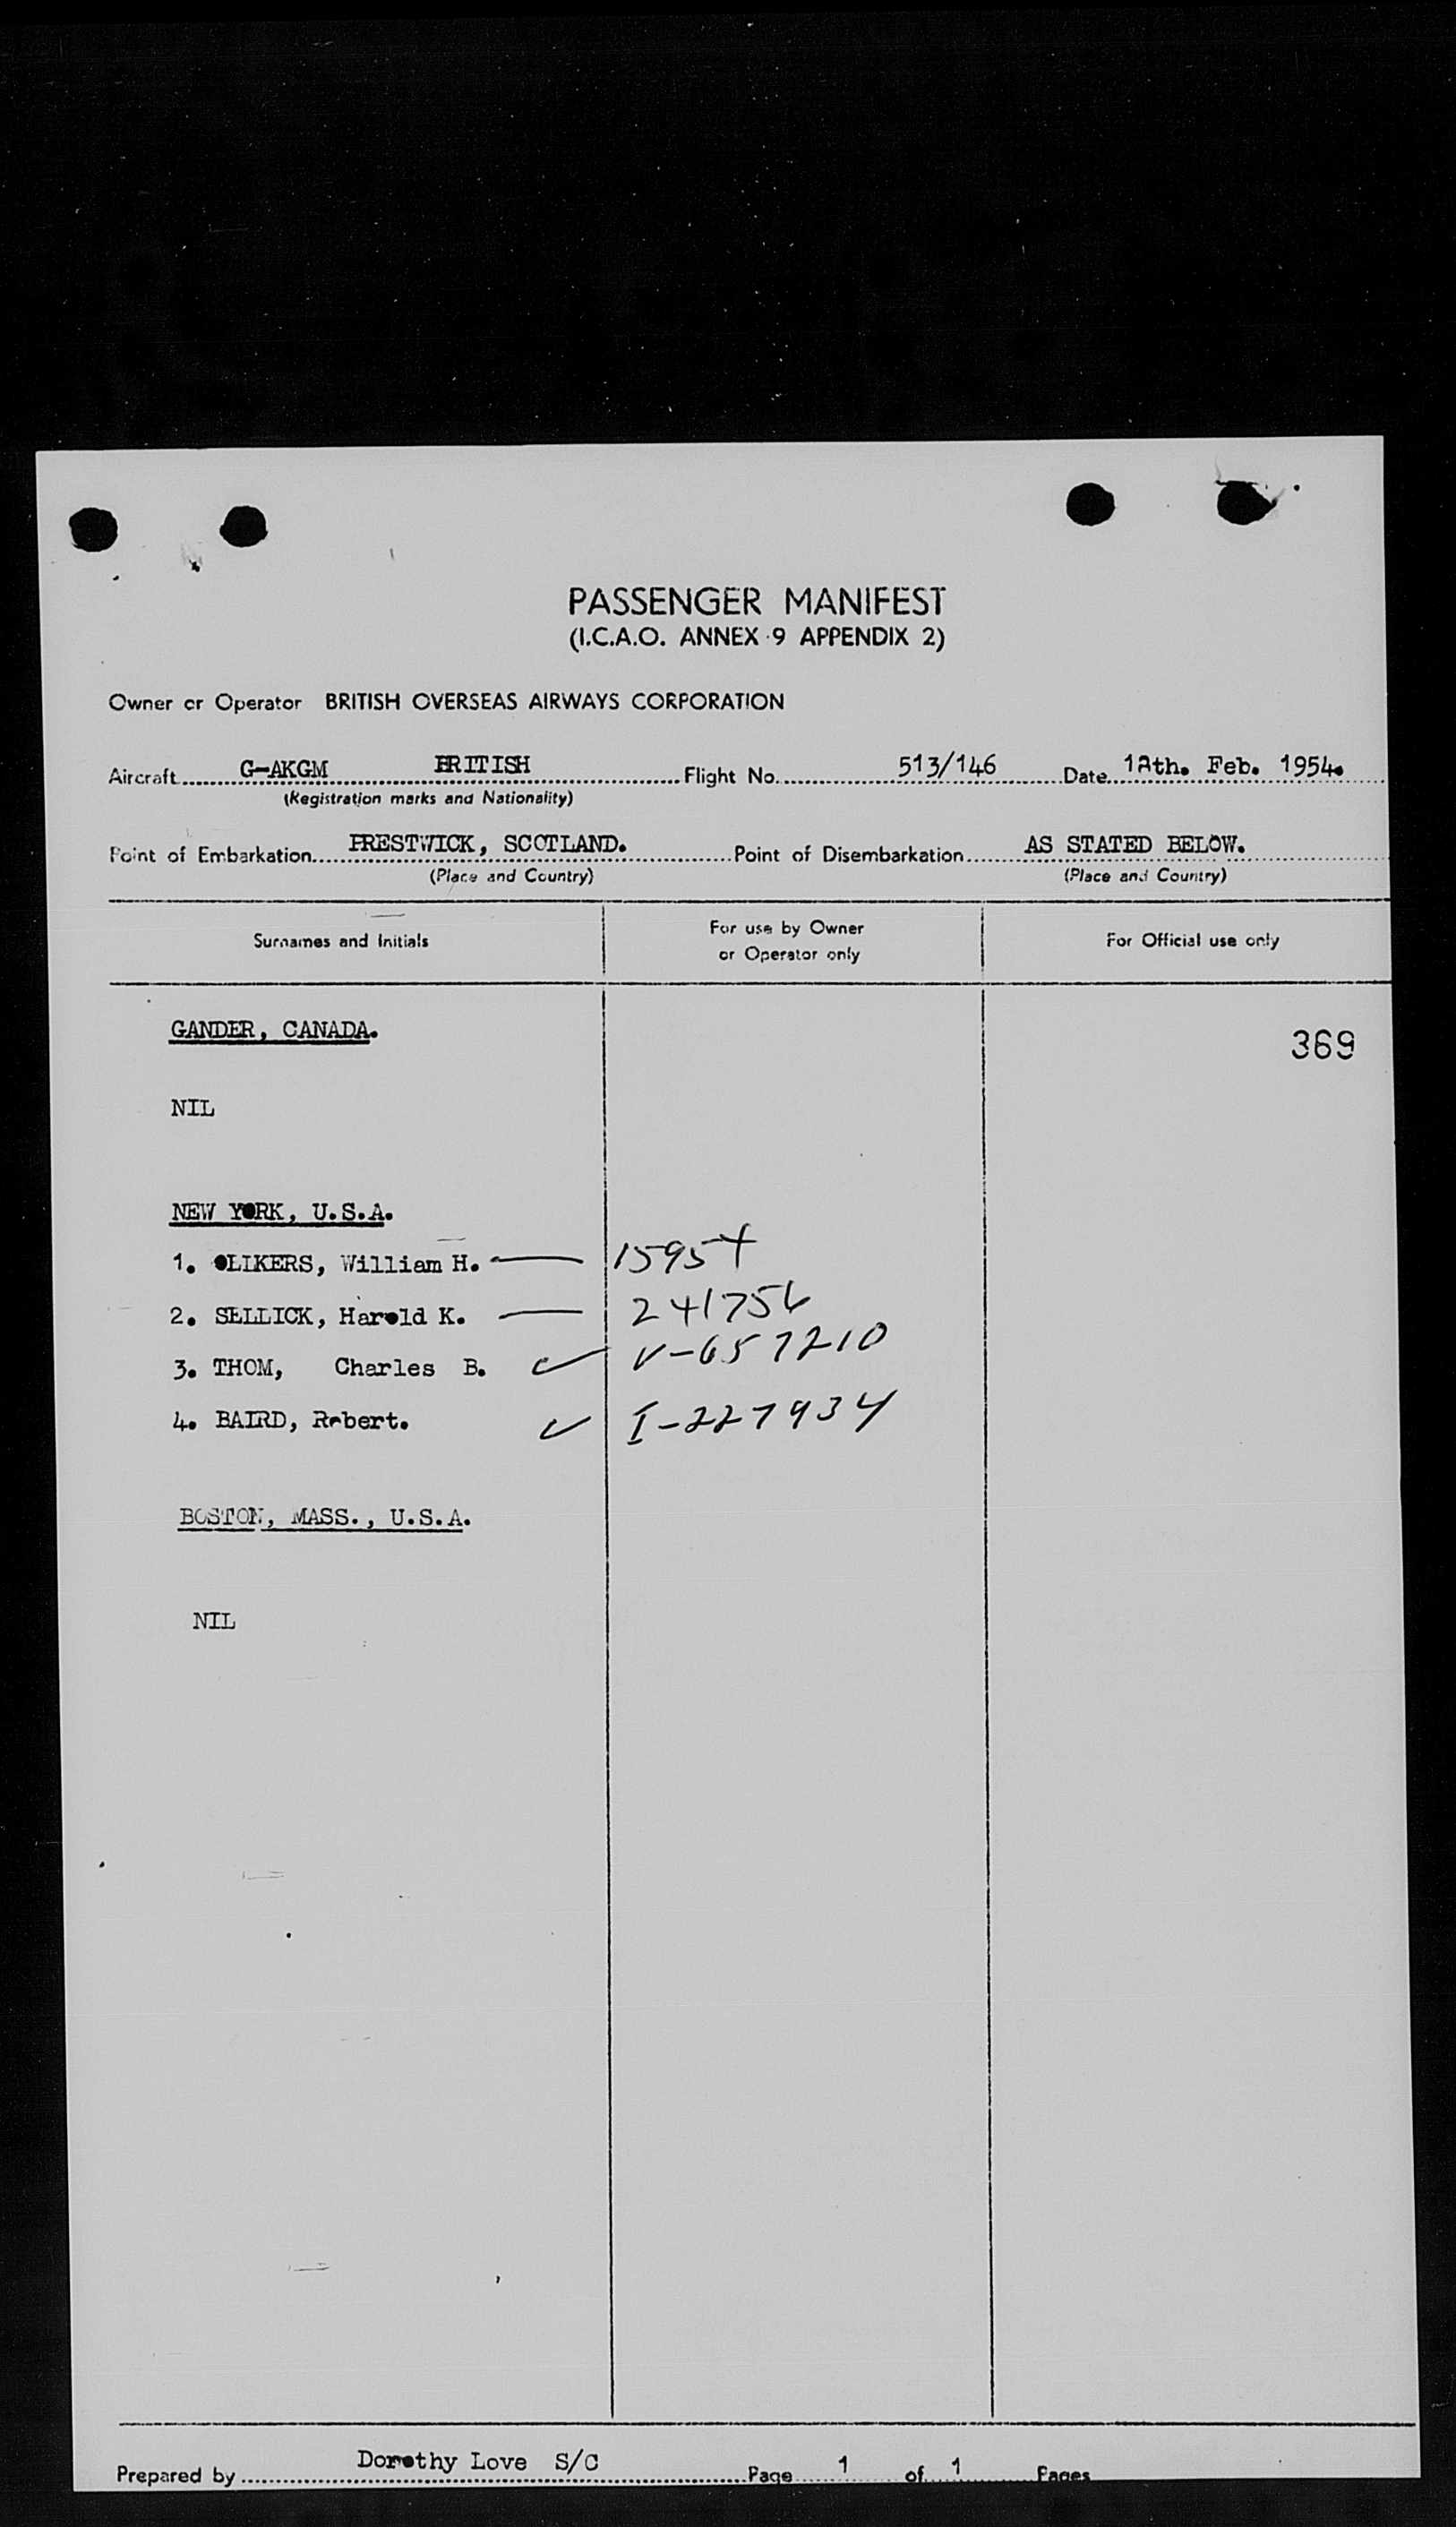 PASSENGER MANIFEST
(I.C.A.O. ANNEX 9 APPENDIX 2)
Owner or Operator BRITISH OVERSEAS AIRWAYS CORPORATION
Aircraft G-AKGM BRITISH Flight No. 513/146 Date Feb. 1954.
(Registration marks and Nationality)
Point of Embarkation PRESTWICK, SCOTLAND. Point of Disembarkation AS STATED BELOW.
(Place and Country) (Place and Country)
Surnames and Initials For use by Owner or Operator only For Official use only
GANDER, CANADA.
369
NIL
NEW YORK, U.S.A.
1. OLIKERS, William H. 15954
2. SELLICK, Harold K. 241756
3. THOM, Charles B. V-657210
4. BAIRD, Robert. I-227934
BOSTON, MASS., U.S.A.
NIL
Prepared by Dorothy Love S/C Page 1 of 1 Pages